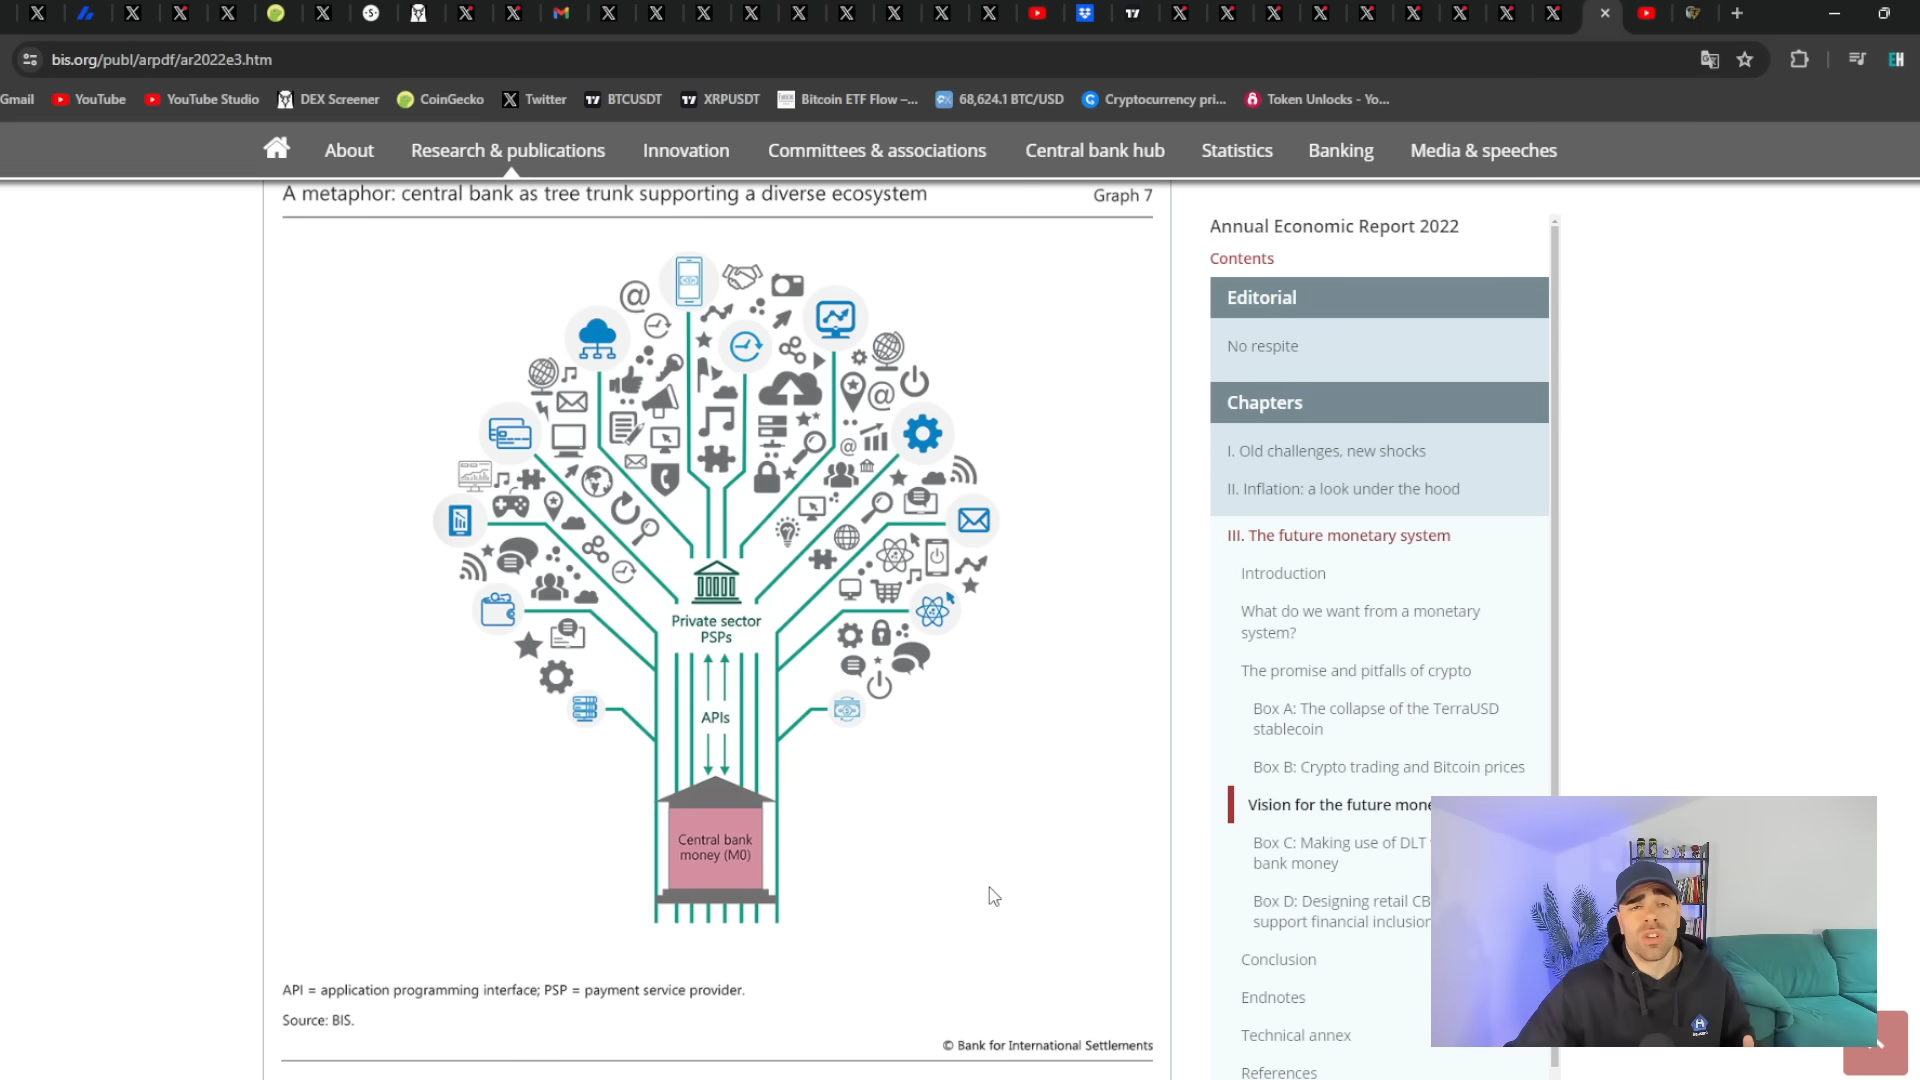 bis.org/publ/arpdf/ar2022e3.htm
Gmail YouTube YouTube Studio DEX Screener CoinGecko Twitter BTCUSDT XRPUSDT Bitcoin ETF Flow –... 68,624.1 BTC/USD Cryptocurrency pri... Token Unlocks - Yo...
About Research & publications Innovation Committees & associations Central bank hub Statistics Banking Media & speeches
A metaphor: central bank as tree trunk supporting a diverse ecosystem Graph 7
Private sector
PSPs
APIs
Central bank
money (M0)
API = application programming interface; PSP = payment service provider.
Source: BIS.
© Bank for International Settlements
Annual Economic Report 2022
Contents
Editorial
No respite
Chapters
I. Old challenges, new shocks
II. Inflation: a look under the hood
III. The future monetary system
Introduction
What do we want from a monetary
system?
The promise and pitfalls of crypto
Box A: The collapse of the TerraUSD
stablecoin
Box B: Crypto trading and Bitcoin prices
Vision for the future
Box C: Making use of DLT
bank money
Box D: Designing retail
support financial
Conclusion
Endnotes
Technical annex
References